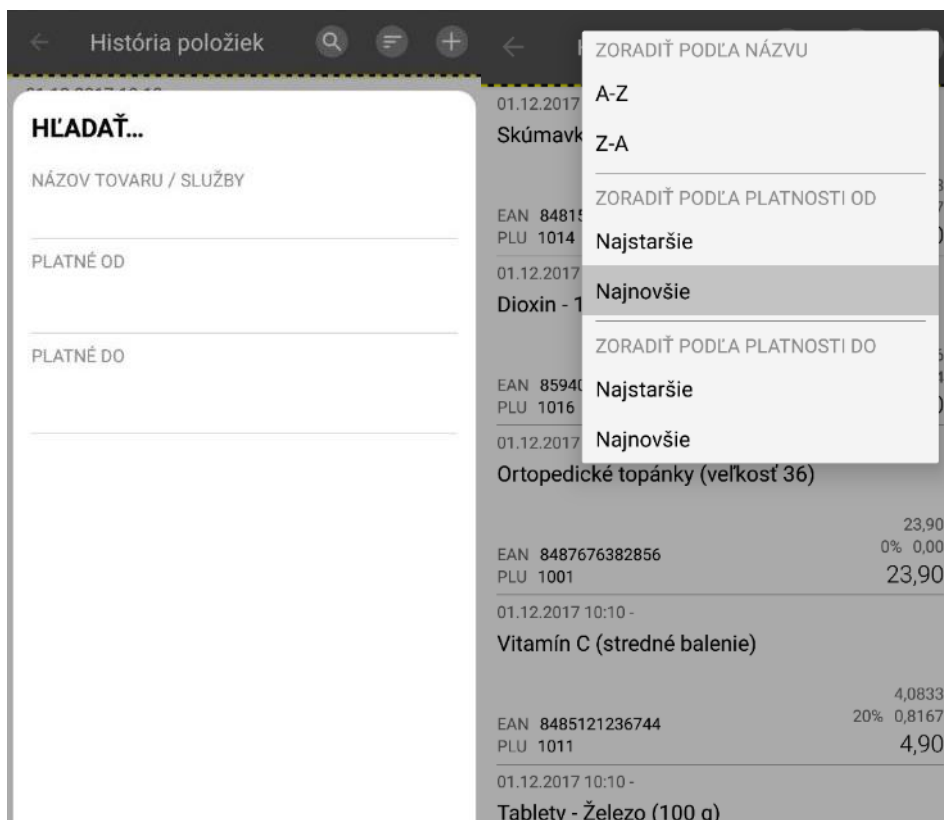 História položiek
HĽADAŤ...
NÁZOV TOVARU / SLUŽBY
PLATNÉ OD
PLATNÉ DO
ZORADIŤ PODĽA NÁZVU
A-Z
Z-A
ZORADIŤ PODĽA PLATNOSTI OD
Najstaršie
Najnovšie
ZORADIŤ PODĽA PLATNOSTI DO
Najstaršie
Najnovšie
01.12.2017
EAN
PLU 1014
01.12.2017
Dioxin -
EAN
PLU 1016
01.12.2017
Ortopedické topánky (veľkosť 36)
23,90
EAN 8487676382856 0% 0,00
PLU 1001 23,90
01.12.2017 10:10 -
Vitamín C (stredné balenie)
4,0833
EAN 8485121236744 20% 0,8167
PLU 1011 4,90
01.12.2017 10:10 -
Tablety - Železo (100 g)